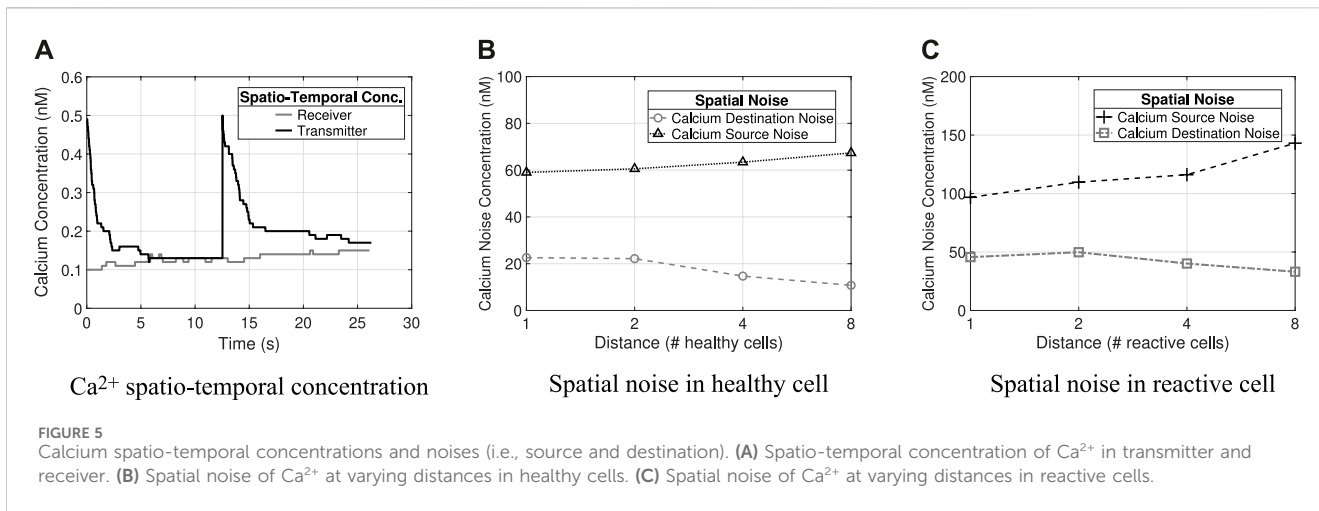 A
Calcium Concentration (nM)
0.6
0.5
0.4
0.3
0.2
0.1
0
Spatio-Temporal Conc.
Receiver
Transmitter
0 5 10 15 20 25 30
Time (s)
Ca²⁺ spatio-temporal concentration
B
Calcium Noise Concentration (nM)
100
80
60
40
20
0
Spatial Noise
Calcium Destination Noise
Calcium Source Noise
1 2 4 8
Distance (# healthy cells)
Spatial noise in healthy cell
C
Calcium Noise Concentration (nM)
200
150
100
50
0
Spatial Noise
Calcium Source Noise
Calcium Destination Noise
1 2 4 8
Distance (# reactive cells)
Spatial noise in reactive cell
FIGURE 5
Calcium spatio-temporal concentrations and noises (i.e., source and destination). (A) Spatio-temporal concentration of Ca²⁺ in transmitter and
receiver. (B) Spatial noise of Ca²⁺ at varying distances in healthy cells. (C) Spatial noise of Ca²⁺ at varying distances in reactive cells.